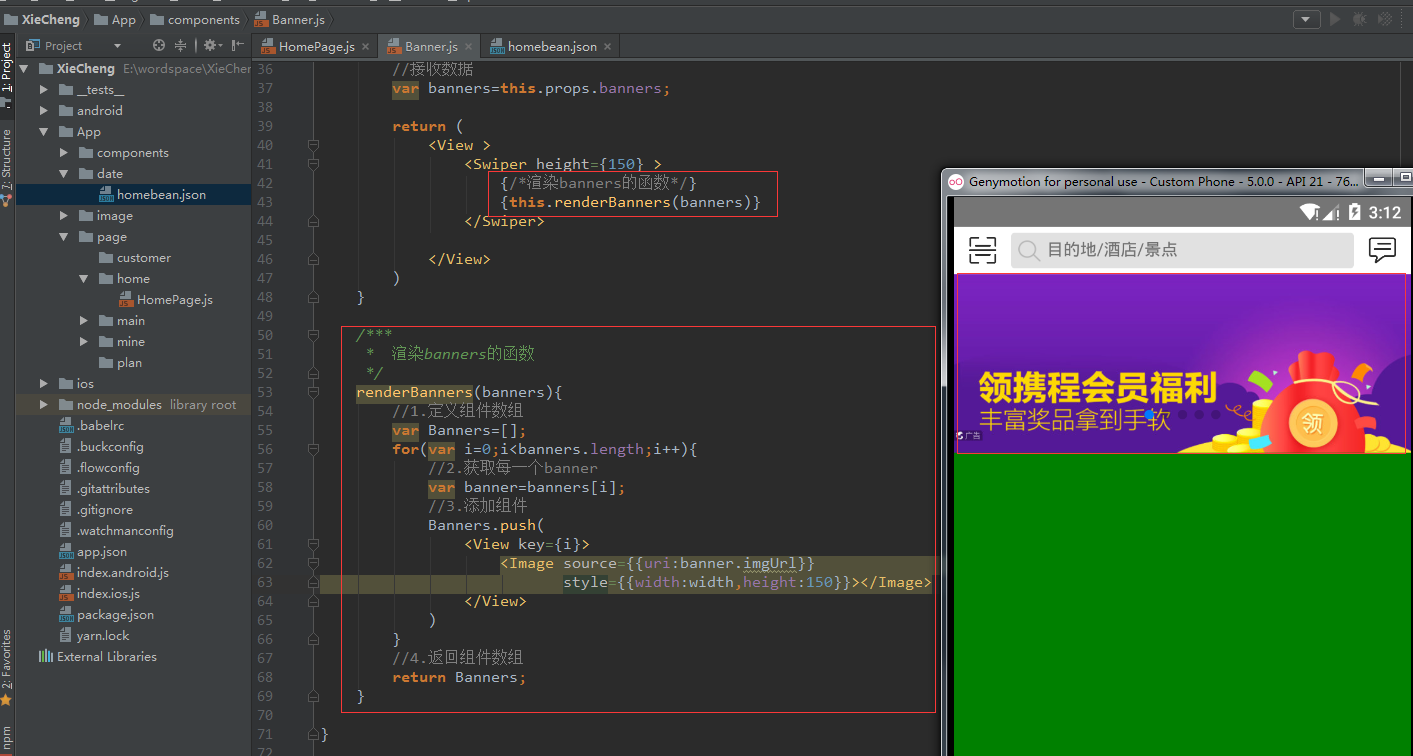 XieCheng
App
components
Banner.js
1: Project
7: Structure
2: Favorites
npm
Project
XieCheng E:\wordspace\XieCher
__tests__
android
App
components
date
homebean.json
image
page
customer
home
HomePage.js
main
mine
plan
ios
node_modules library root
.babelrc
.buckconfig
.flowconfig
.gitattributes
.gitignore
.watchmanconfig
app.json
index.android.js
index.ios.js
package.json
yarn.lock
External Libraries
HomePage.js
Banner.js
homebean.json
36 //接收数据
37 var banners=this.props.banners;
38
39 return (
40 <View >
41 <Swiper height={150} >
42 {/*渲染banners的函数*/}
43 {this.renderBanners(banners)}
44 </Swiper>
45
46 </View>
47 )
48 }
49
50 /***
51 * 渲染banners的函数
52 */
53 renderBanners(banners){
54 //1.定义组件数组
55 var Banners=[];
56 for(var i=0;i<banners.length;i++){
57 //2.获取每一个banner
58 var banner=banners[i];
59 //3.添加组件
60 Banners.push(
61 <View key={i}>
62 <Image source={{uri:banner.imgUrl}}
63 style={{width:width,height:150}}></Image>
64 </View>
65 )
66 }
67 //4.返回组件数组
68 return Banners;
69 }
70
71 }
72
Genymotion for personal use - Custom Phone - 5.0.0 - API 21 - 76...
3:12
目的地/酒店/景点
领携程会员福利
丰富奖品拿到手软
领
广告